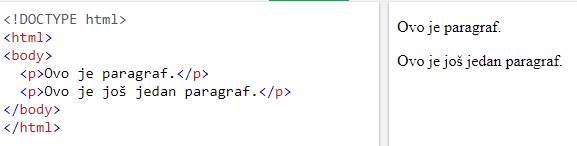 <!DOCTYPE html>
<html>
<body>
  <p>Ovo je paragraf.</p>
  <p>Ovo je još jedan paragraf.</p>
</body>
</html>
Ovo je paragraf.
Ovo je još jedan paragraf.